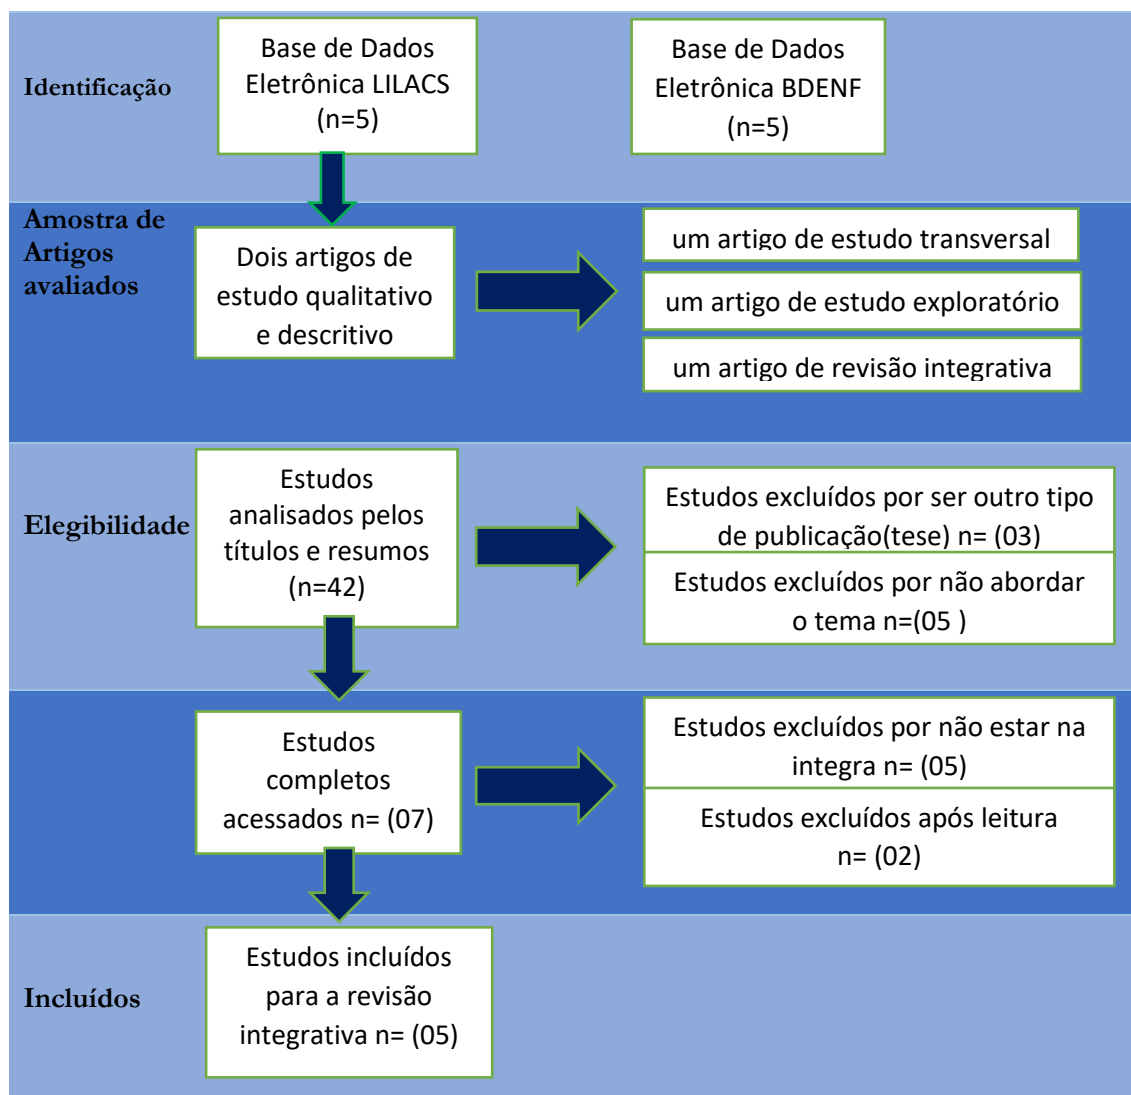 Identificação
Base de Dados
Eletrônica LILACS
(n=5)
Base de Dados
Eletrônica BDENF
(n=5)
Amostra de
Artigos
avaliados
Dois artigos de
estudo qualitativo
e descritivo
um artigo de estudo transversal
um artigo de estudo exploratório
um artigo de revisão integrativa
Elegibilidade
Estudos
analisados pelos
títulos e resumos
(n=42)
Estudos excluídos por ser outro tipo
de publicação(tese) n= (03)
Estudos excluídos por não abordar
o tema n=(05 )
Estudos
completos
acessados n= (07)
Estudos excluídos por não estar na
integra n= (05)
Estudos excluídos após leitura
n= (02)
Incluídos
Estudos incluídos
para a revisão
integrativa n= (05)